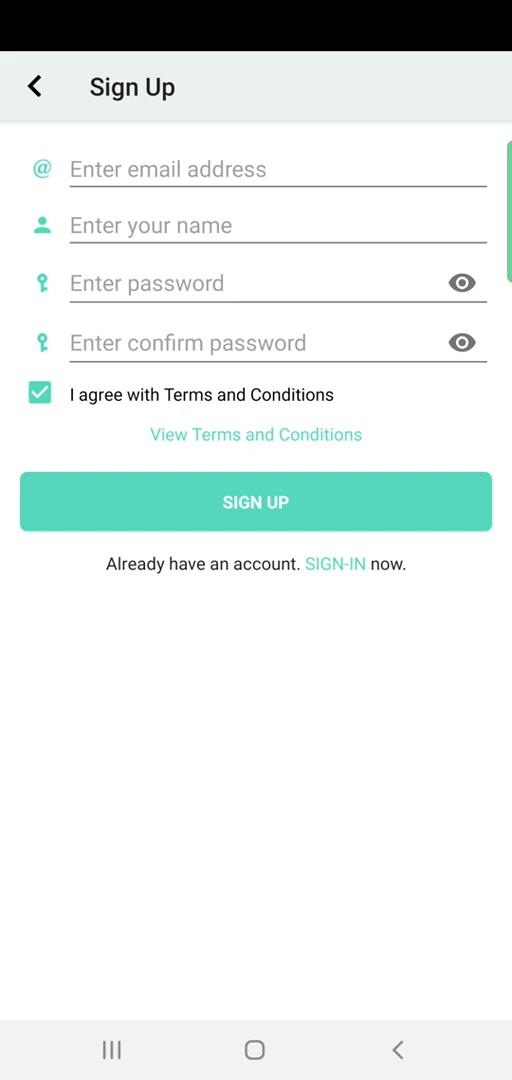 Sign Up
Enter email address
Enter your name
Enter password
Enter confirm password
I agree with Terms and Conditions
View Terms and Conditions
SIGN UP
Already have an account. SIGN-IN now.